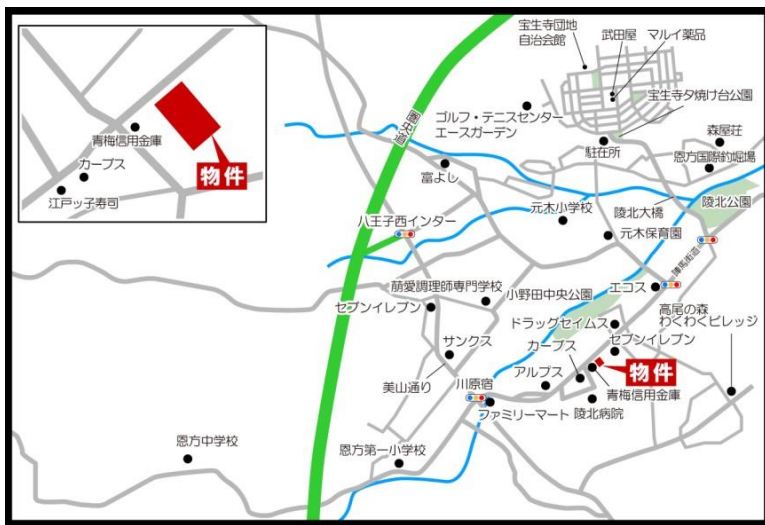 青梅信用金庫
カーブス
物件
江戸ッ子寿司
宝生寺団地
自治会館
武田屋
マルイ薬品
宝生寺夕焼け台公園
ゴルフ・テニスセンター
エースガーデン
圏央道
駐在所
森屋荘
恩方国際釣堀場
富よし
陵北大橋
陵北公園
元木小学校
八王子西インター
元木保育園
陣馬街道
萠愛調理師専門学校
小野田中央公園
エコス
高尾の森
わくわくビレッジ
セブンイレブン
ドラッグセイムス
サンクス
カーブス
セブンイレブン
美山通り
川原宿
アルプス
物件
青梅信用金庫
ファミリーマート
陵北病院
恩方中学校
恩方第一小学校